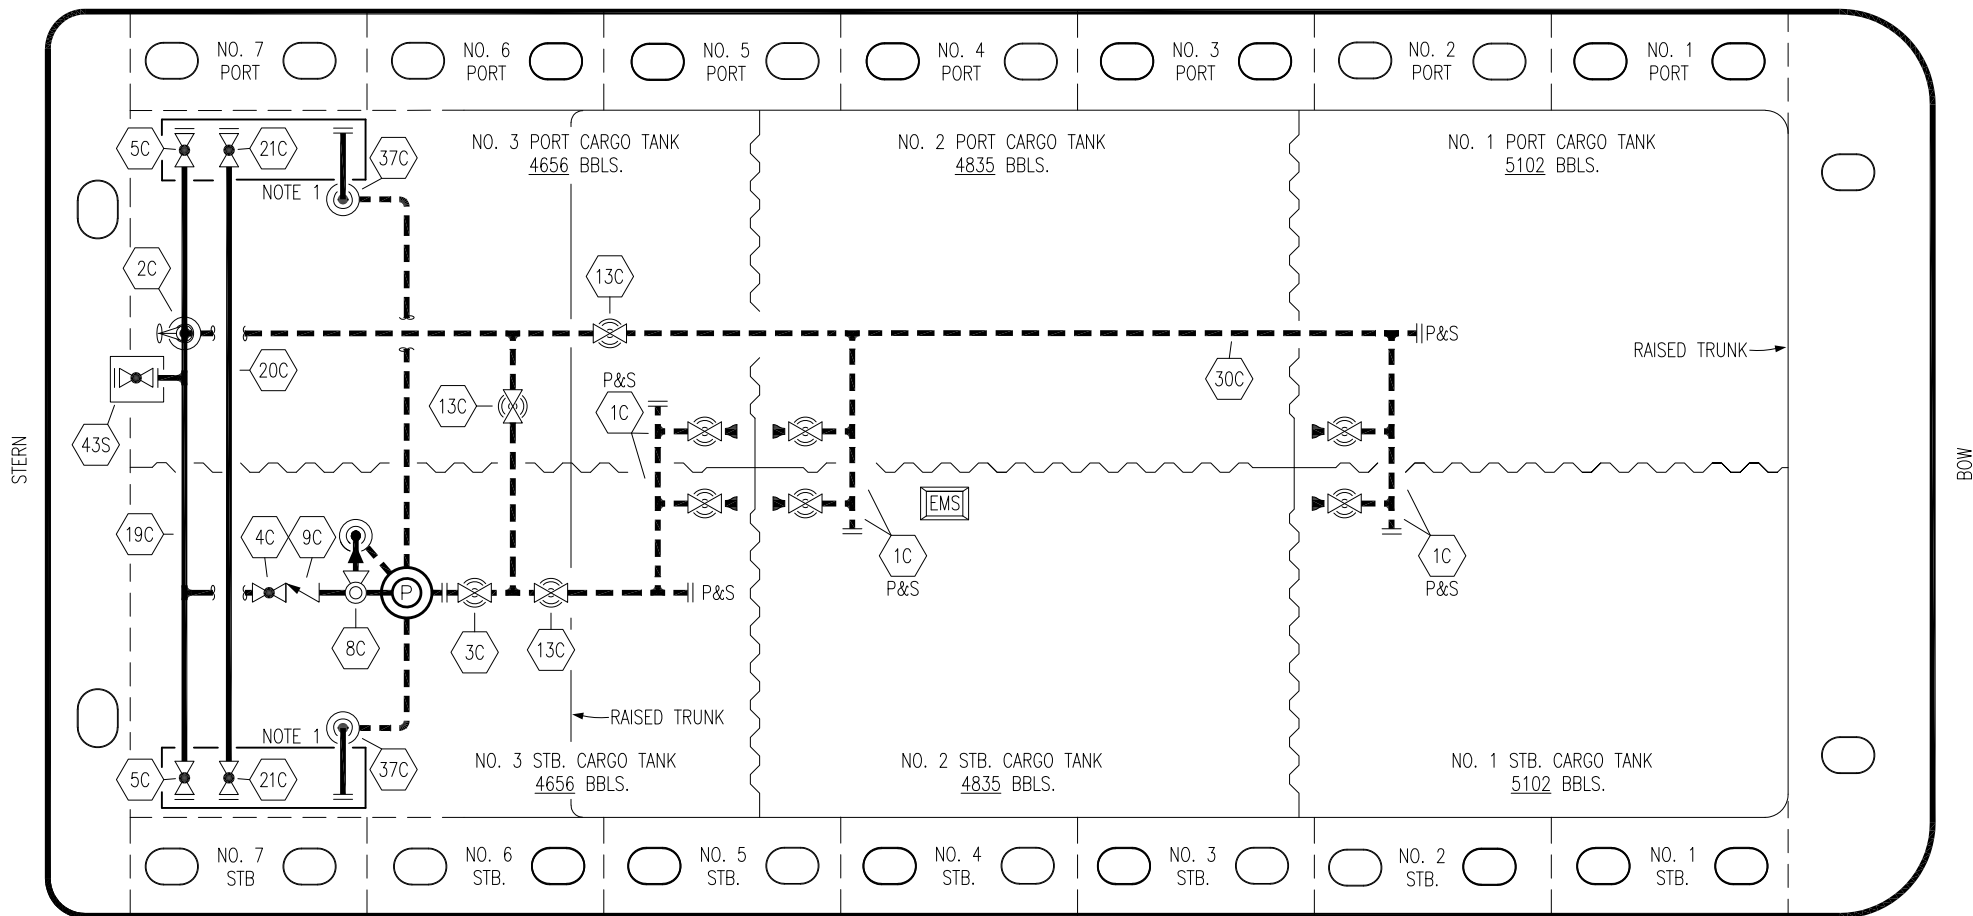 NO. 7
PORT
NO. 6
PORT
NO. 5
PORT
NO. 4
PORT
NO. 3
PORT
NO. 2
PORT
NO. 1
PORT
5C
21C
37C
NOTE 1
NO. 3 PORT CARGO TANK
4656 BBLS.
NO. 2 PORT CARGO TANK
4835 BBLS.
NO. 1 PORT CARGO TANK
5102 BBLS.
2C
13C
P&S
RAISED TRUNK
20C
30C
P&S
13C
1C
43S
STERN
BOW
EMS
19C
4C
9C
1C
P&S
1C
P&S
P
P&S
8C
3C
13C
RAISED TRUNK
NOTE 1
5C
21C
37C
NO. 3 STB. CARGO TANK
4656 BBLS.
NO. 2 STB. CARGO TANK
4835 BBLS.
NO. 1 STB. CARGO TANK
5102 BBLS.
NO. 7
STB
NO. 6
STB.
NO. 5
STB.
NO. 4
STB.
NO. 3
STB.
NO. 2
STB.
NO. 1
STB.